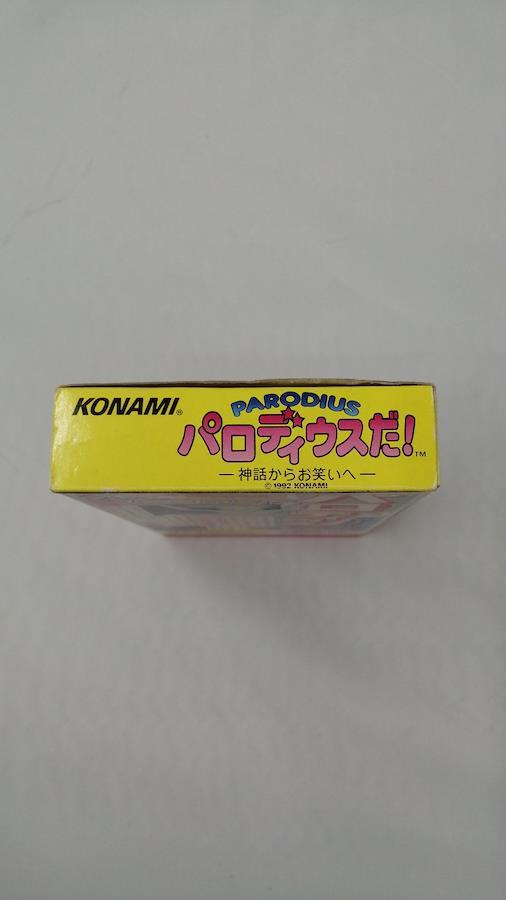 KONAMI®
PARODIUS
パロディウスだ!™
—神話からお笑いへ—
© 1992 KONAMI